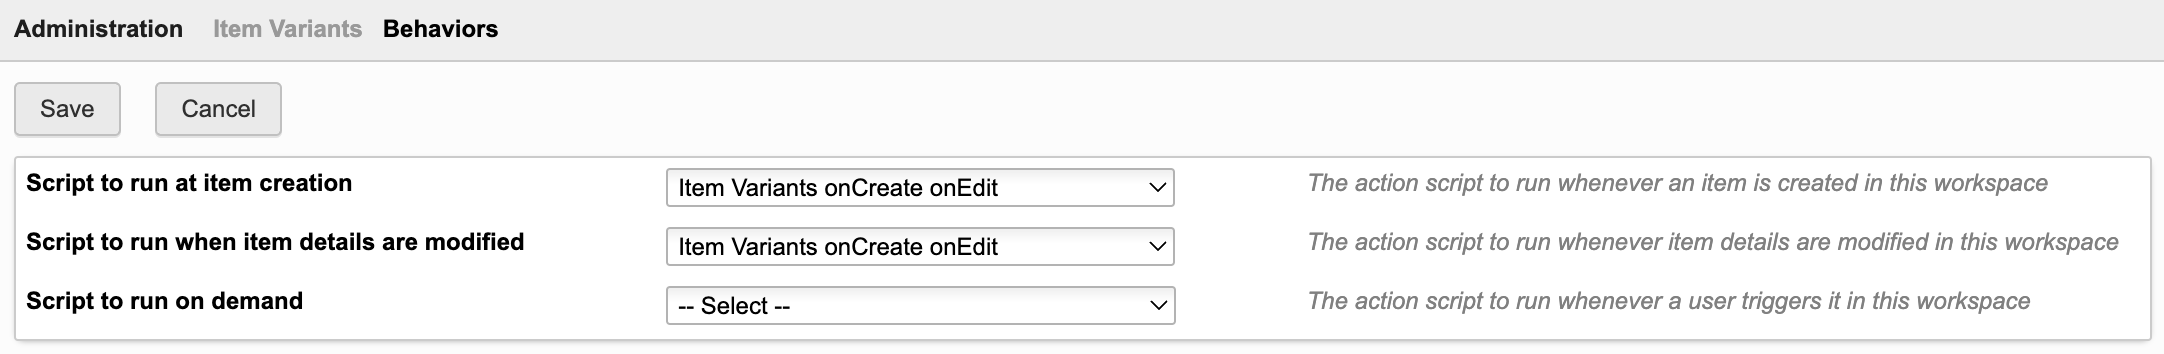 Administration Item Variants Behaviors
Save Cancel
Script to run at item creation Item Variants onCreate onEdit The action script to run whenever an item is created in this workspace
Script to run when item details are modified Item Variants onCreate onEdit The action script to run whenever item details are modified in this workspace
Script to run on demand -- Select -- The action script to run whenever a user triggers it in this workspace